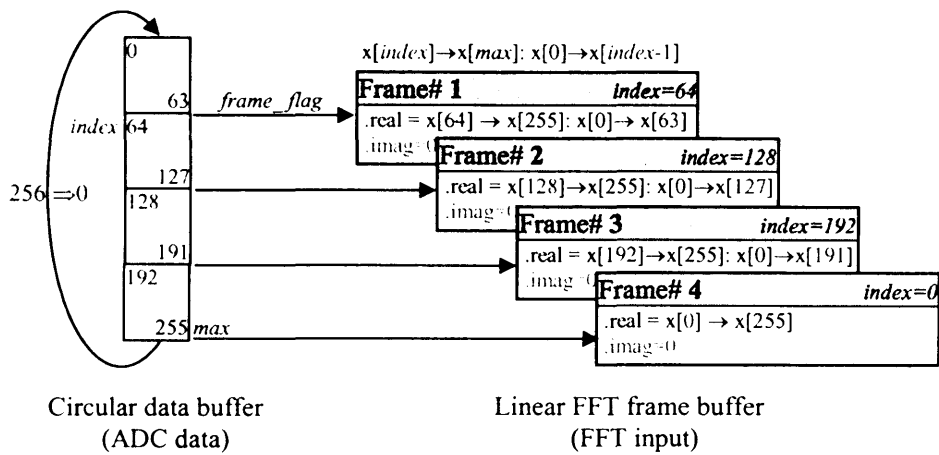 0
63
index 64
127
128
191
192
255 max
256⇒0
frame_flag
x[index]→x[max]: x[0]→x[index-1]
Frame# 1 index=64
.real = x[64] → x[255]: x[0]→ x[63]
.imag=0
Frame# 2 index=128
.real = x[128]→x[255]: x[0]→x[127]
.imag=0
Frame# 3 index=192
.real = x[192]→x[255]: x[0]→x[191]
.imag=0
Frame# 4 index=0
.real = x[0] → x[255]
.imag=0
Circular data buffer
(ADC data)
Linear FFT frame buffer
(FFT input)